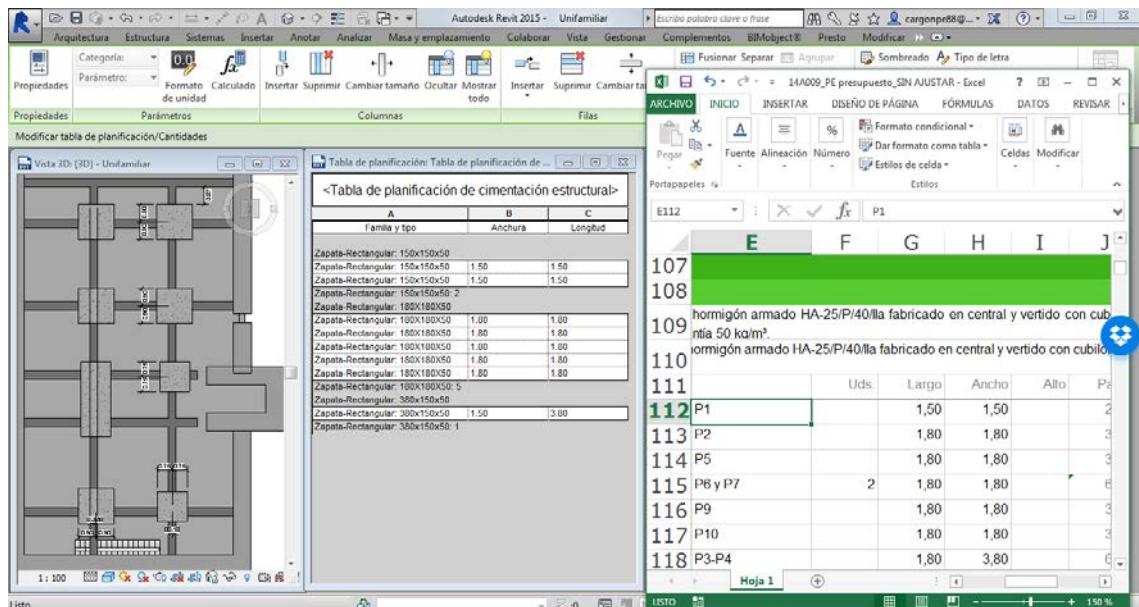 Autodesk Revit 2015 - Unifamiliar
Escriba palabra clave o frase
cargonpe88@...
Arquitectura Estructura Sistemas Insertar Anotar Analizar Masa y emplazamiento Colaborar Vista Gestionar Complementos BIMobject® Presto Modificar
Categoría:
Parámetro:
Propiedades
Formato de unidad
Calculado
Insertar Suprimir Cambiar tamaño Ocultar Mostrar todo
Insertar Suprimir Cambiar ta
Fusionar Separar Agrupar
Sombreado Tipo de letra
Propiedades Parámetros Columnas Filas
Modificar tabla de planificación/Cantidades
Vista 3D: {3D} - Unifamiliar
Tabla de planificación: Tabla de planificación de ...
<Tabla de planificación de cimentación estructural>
A B C
Familia y tipo Anchura Longitud
Zapata-Rectangular: 150x150x50
Zapata-Rectangular: 150x150x50 1.50 1.50
Zapata-Rectangular: 150x150x50 1.50 1.50
Zapata-Rectangular: 150x150x50: 2
Zapata-Rectangular: 180X180X50
Zapata-Rectangular: 180X180X50 1.80 1.80
Zapata-Rectangular: 180X180X50 1.80 1.80
Zapata-Rectangular: 180X180X50 1.80 1.80
Zapata-Rectangular: 180X180X50 1.80 1.80
Zapata-Rectangular: 180X180X50 1.80 1.80
Zapata-Rectangular: 180X180X50: 5
Zapata-Rectangular: 380x150x50
Zapata-Rectangular: 380x150x50 1.50 3.80
Zapata-Rectangular: 380x150x50: 1
1 : 100
Listo
14A009_PE presupuesto_SIN AJUSTAR - Excel
ARCHIVO INICIO INSERTAR DISEÑO DE PÁGINA FÓRMULAS DATOS REVISAR
Pegar
Fuente Alineación Número
Formato condicional
Dar formato como tabla
Estilos de celda
Celdas Modificar
Portapapeles Estilos
E112 fx P1
E F G H I J
107
108
109 hormigón armado HA-25/P/40/IIa fabricado en central y vertido con cub
ntía 50 kg/m³.
110 ormigón armado HA-25/P/40/IIa fabricado en central y vertido con cubilo
111 Uds. Largo Ancho Alto Pa
112 P1 1,50 1,50 2
113 P2 1,80 1,80 3
114 P5 1,80 1,80 3
115 P6 y P7 2 1,80 1,80 6
116 P9 1,80 1,80 3
117 P10 1,80 1,80 3
118 P3-P4 1,80 3,80 6
Hoja 1
LISTO 150 %